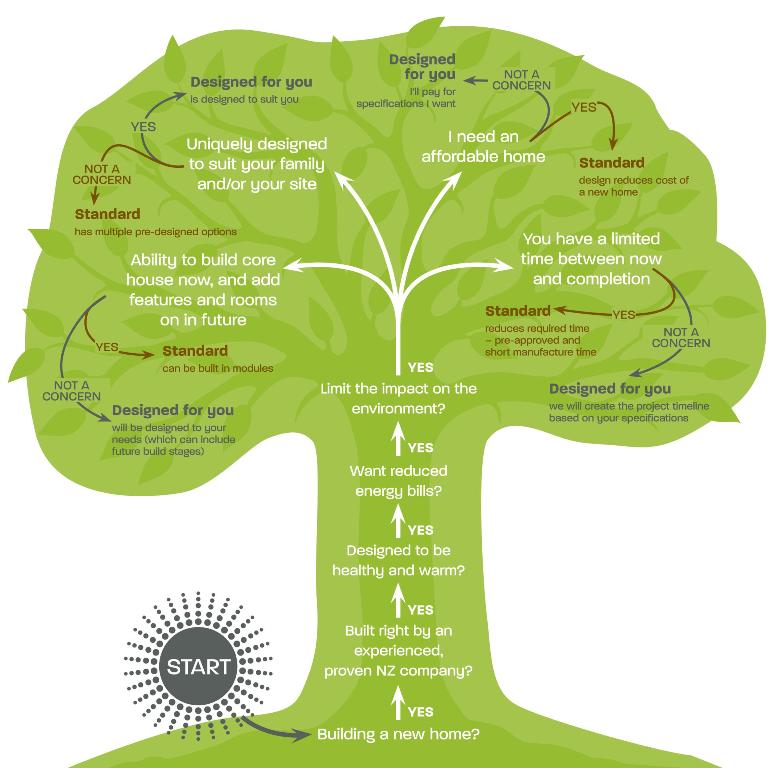 Designed for you
is designed to suit you
YES
Uniquely designed
to suit your family
and/or your site
NOT A
CONCERN
Standard
has multiple pre-designed options
Designed
for you
I'll pay for
specifications I want
NOT A
CONCERN
YES
I need an
affordable home
Standard
design reduces cost of
a new home
Ability to build core
house now, and add
features and rooms
on in future
YES
Standard
can be built in modules
NOT A
CONCERN
Designed for you
will be designed to your
needs (which can include
future build stages)
You have a limited
time between now
and completion
YES
Standard
reduces required time
– pre-approved and
short manufacture time
NOT A
CONCERN
Designed for you
we will create the project timeline
based on your specifications
YES
Limit the impact on the
environment?
YES
Want reduced
energy bills?
YES
Designed to be
healthy and warm?
YES
Built right by an
experienced,
proven NZ company?
YES
Building a new home?
START